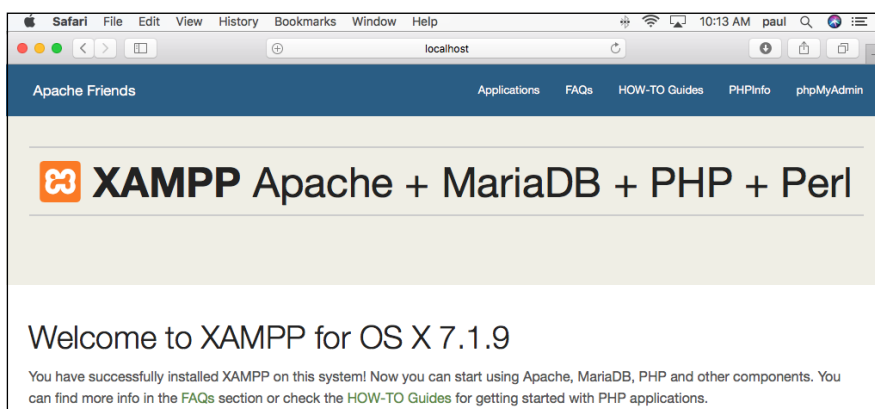 Safari File Edit View History Bookmarks Window Help 10:13 AM paul
localhost
Apache Friends Applications FAQs HOW-TO Guides PHPInfo phpMyAdmin
XAMPP Apache + MariaDB + PHP + Perl
Welcome to XAMPP for OS X 7.1.9
You have successfully installed XAMPP on this system! Now you can start using Apache, MariaDB, PHP and other components. You
can find more info in the FAQs section or check the HOW-TO Guides for getting started with PHP applications.